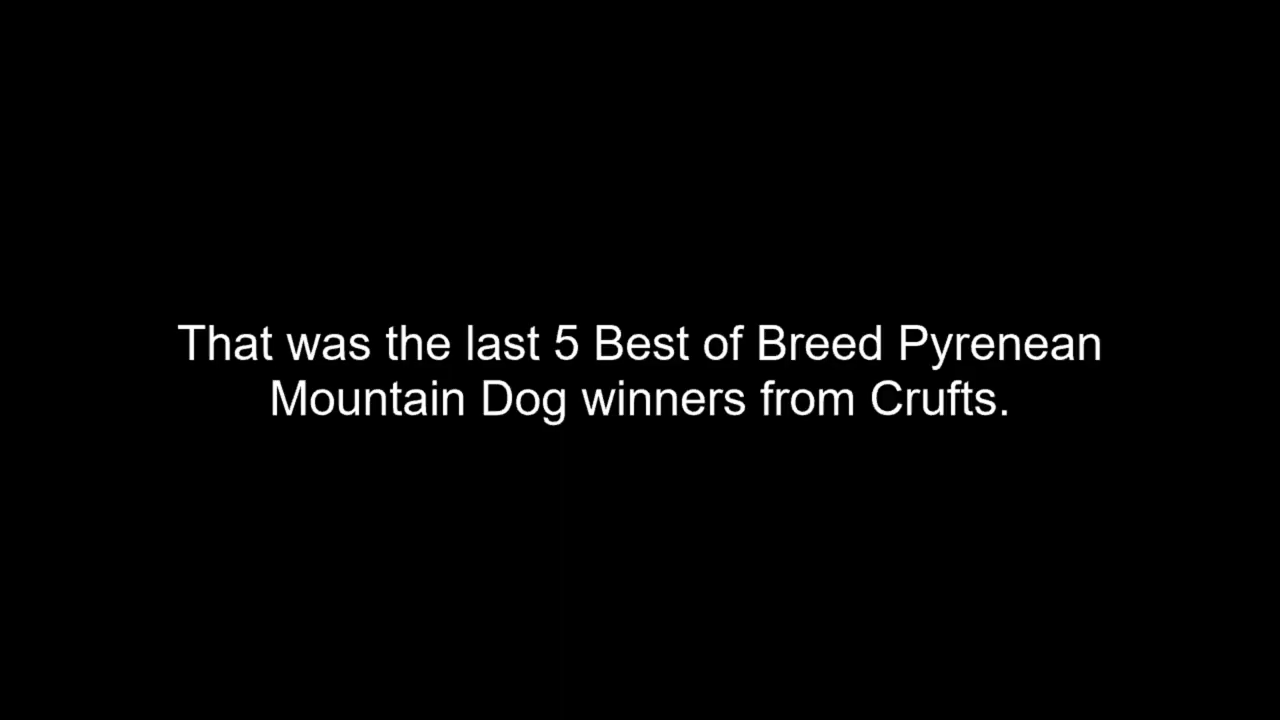 That was the last 5 Best of Breed Pyrenean
Mountain Dog winners from Crufts.